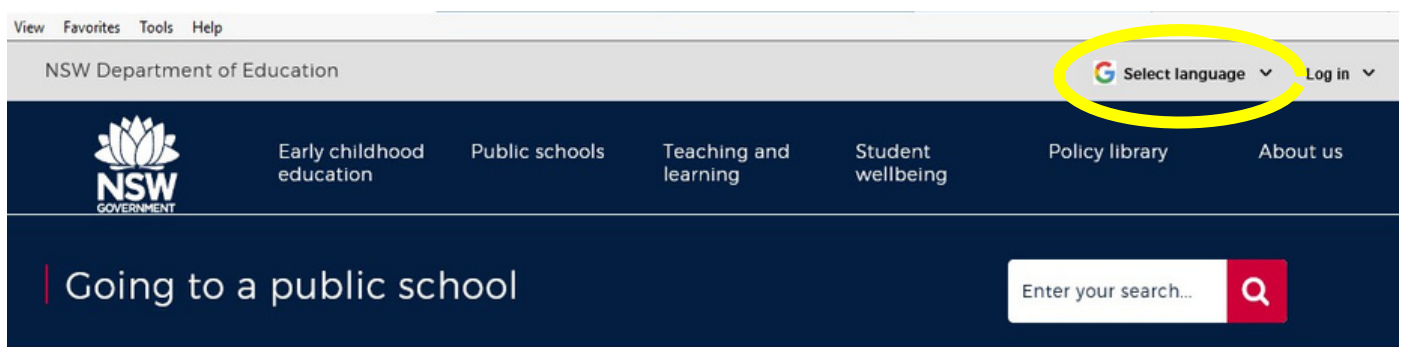 View Favorites Tools Help
NSW Department of Education
Select language
Log in
NSW
GOVERNMENT
Early childhood
education
Public schools
Teaching and
learning
Student
wellbeing
Policy library
About us
Going to a public school
Enter your search...